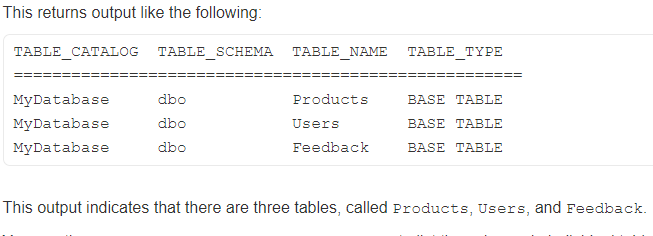 This returns output like the following:
TABLE_CATALOG  TABLE_SCHEMA  TABLE_NAME  TABLE_TYPE
=====================================================
MyDatabase     dbo           Products    BASE TABLE
MyDatabase     dbo           Users       BASE TABLE
MyDatabase     dbo           Feedback    BASE TABLE
This output indicates that there are three tables, called Products, Users, and Feedback.